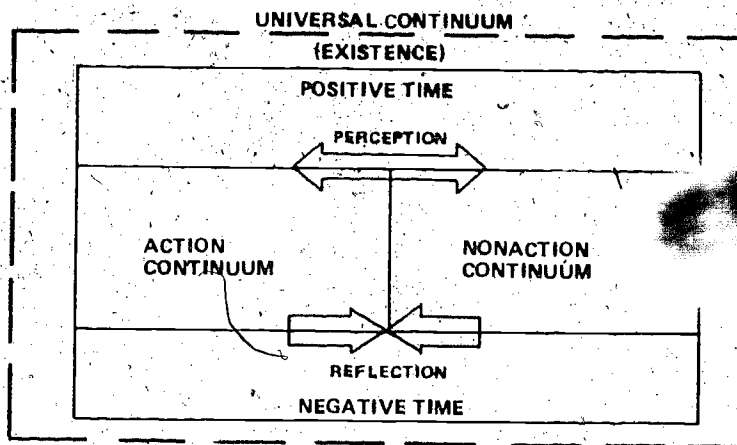 UNIVERSAL CONTINUUM
(EXISTENCE)
POSITIVE TIME
PERCEPTION
ACTION
CONTINUUM
NONACTION
CONTINUUM
REFLECTION
NEGATIVE TIME